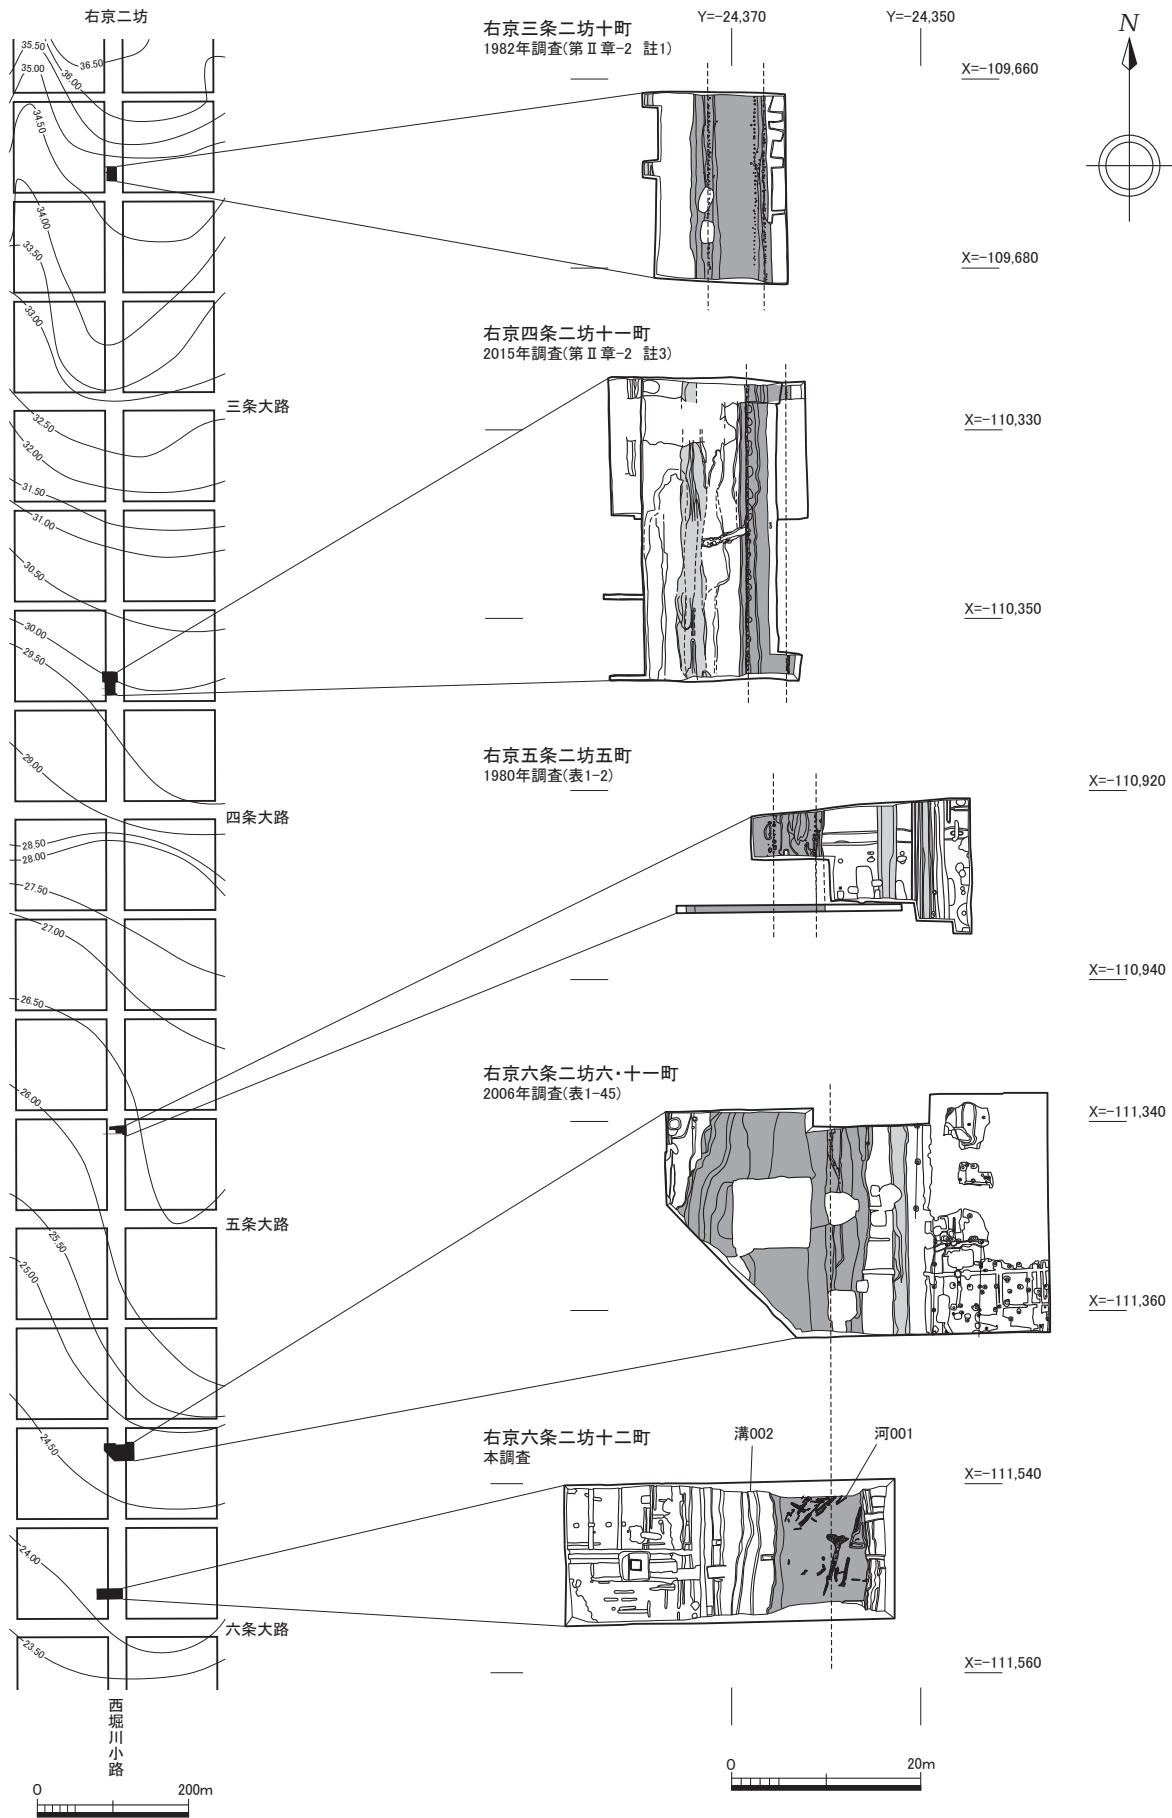 右京二坊
35.50
35.00
36.50
36.00
34.50
34.00
33.50
33.00
三条大路
32.50
32.00
31.50
31.00
30.50
30.00
29.50
29.00
四条大路
28.50
28.00
27.50
27.00
26.50
26.00
五条大路
25.50
25.00
24.50
24.00
六条大路
23.50
西堀川小路
0 200m
右京三条二坊十町
1982年調査(第Ⅱ章-2 註1)
Y=-24,370 Y=-24,350
N
X=-109,660
X=-109,680
右京四条二坊十一町
2015年調査(第Ⅱ章-2 註3)
X=-110,330
X=-110,350
右京五条二坊五町
1980年調査(表1-2)
X=-110,920
X=-110,940
右京六条二坊六・十一町
2006年調査(表1-45)
X=-111,340
X=-111,360
右京六条二坊十二町
本調査
溝002 河001
X=-111,540
X=-111,560
0 20m